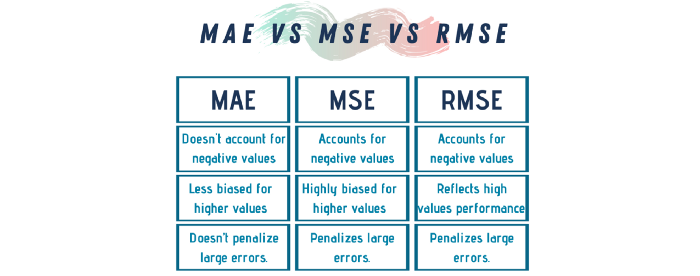 MAE VS MSE VS RMSE
MAE
MSE
RMSE
Doesn't account for
negative values
Accounts for
negative values
Accounts for
negative values
Less biased for
higher values
Highly biased for
higher values
Reflects high
values performance
Doesn't penalize
large errors.
Penalizes large
errors.
Penalizes large
errors.